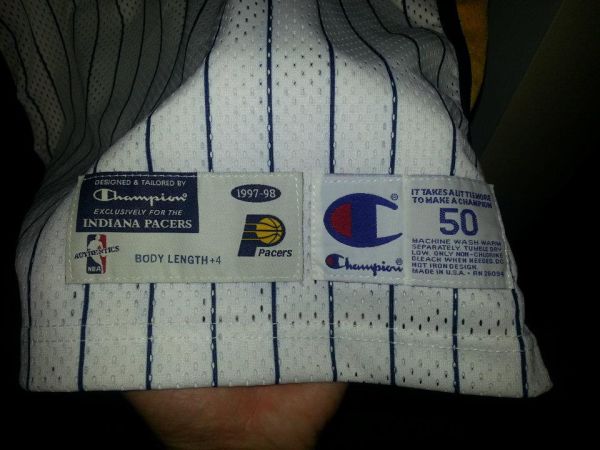 DESIGNED & TAILORED BY
Champion
EXCLUSIVELY FOR THE
INDIANA PACERS
1997-98
Pacers
AUTHENTICS
NBA
BODY LENGTH+4
Champion
IT TAKES A LITTLE MORE
TO MAKE A CHAMPION
50
MACHINE WASH WARM
SEPARATELY, TUMBLE DRY
LOW, ONLY NON-CHLORINE
BLEACH WHEN NEEDED, DO
NOT IRON DESIGN.
MADE IN U.S.A. • RN 26094